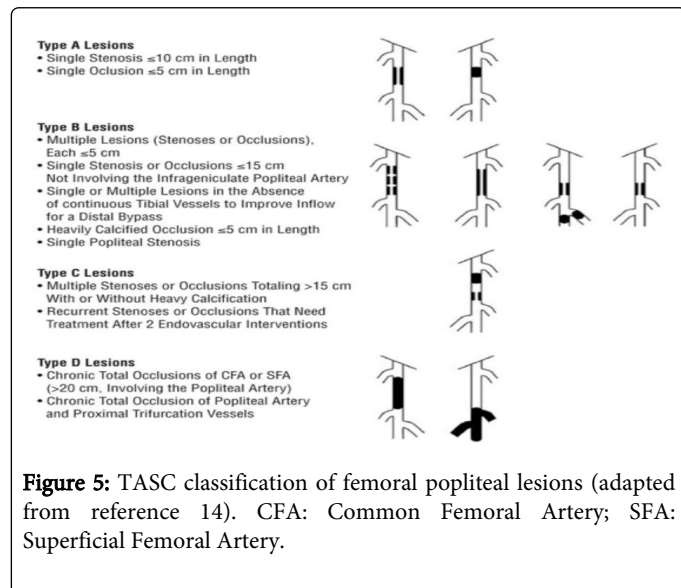 Type A Lesions
• Single Stenosis ≤10 cm in Length
• Single Oclusion ≤5 cm in Length
Type B Lesions
• Multiple Lesions (Stenoses or Occlusions),
Each ≤5 cm
• Single Stenosis or Occlusions ≤15 cm
Not Involving the Infrageniculate Popliteal Artery
• Single or Multiple Lesions in the Absence
of continuous Tibial Vessels to Improve Inflow
for a Distal Bypass
• Heavily Calcified Occlusion ≤5 cm in Length
• Single Popliteal Stenosis
Type C Lesions
• Multiple Stenoses or Occlusions Totaling >15 cm
With or Without Heavy Calcification
• Recurrent Stenoses or Occlusions That Need
Treatment After 2 Endovascular Interventions
Type D Lesions
• Chronic Total Occlusions of CFA or SFA
(>20 cm, Involving the Popliteal Artery)
• Chronic Total Occlusion of Popliteal Artery
and Proximal Trifurcation Vessels
Figure 5: TASC classification of femoral popliteal lesions (adapted
from reference 14). CFA: Common Femoral Artery; SFA:
Superficial Femoral Artery.